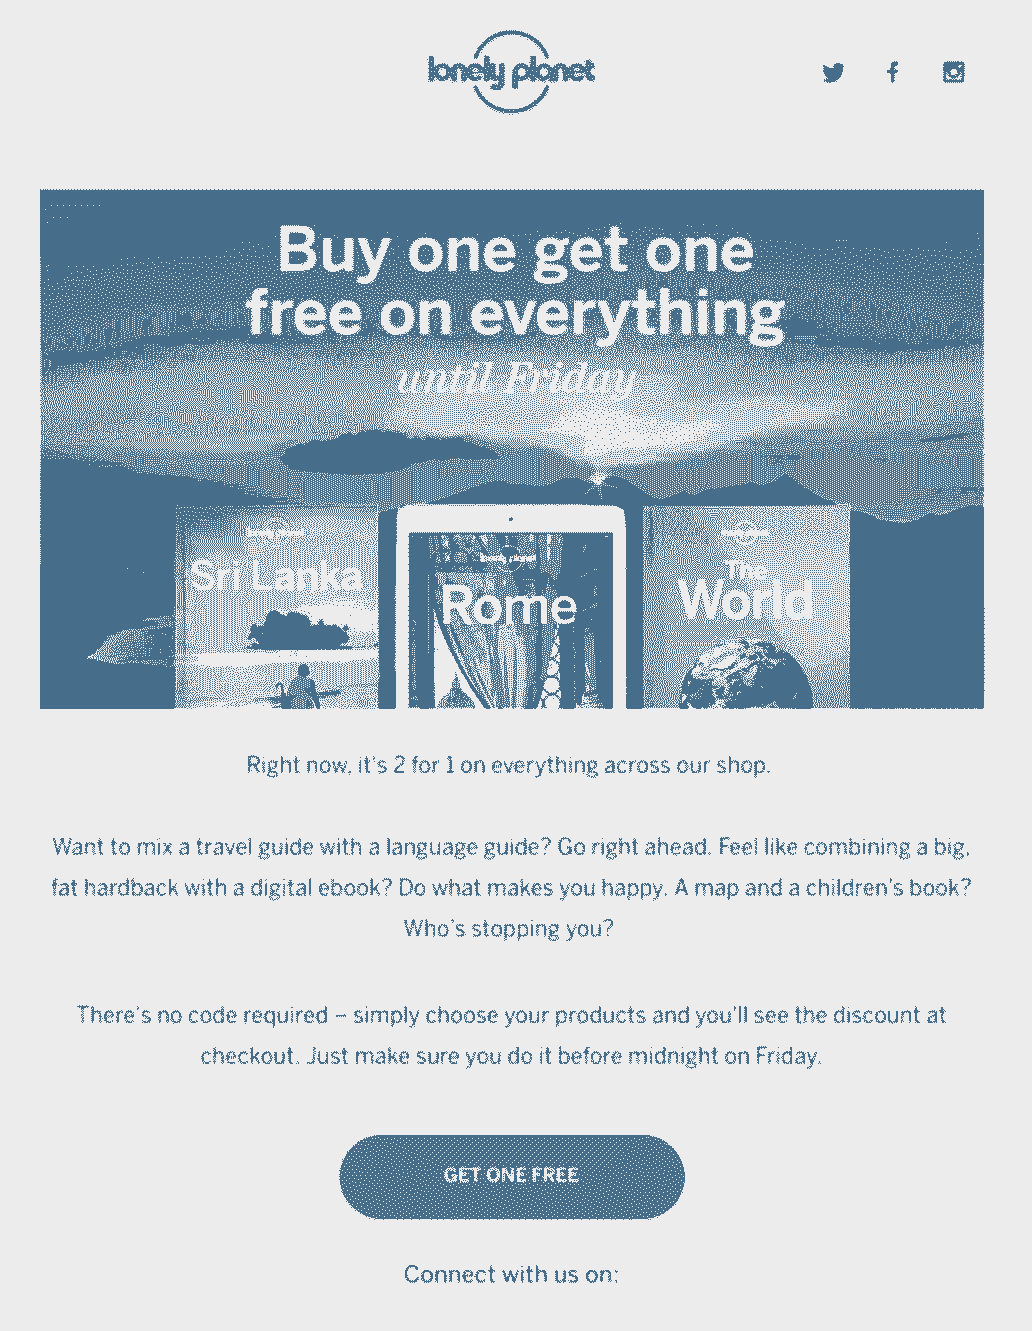 lonely planet
Buy one get one
free on everything
until Friday
lonely planet
Sri Lanka
lonely planet
Rome
The
World
Right now, it's 2 for 1 on everything across our shop.
Want to mix a travel guide with a language guide? Go right ahead. Feel like combining a big,
fat hardback with a digital ebook? Do what makes you happy. A map and a children's book?
Who's stopping you?
There's no code required – simply choose your products and you'll see the discount at
checkout. Just make sure you do it before midnight on Friday.
GET ONE FREE
Connect with us on: